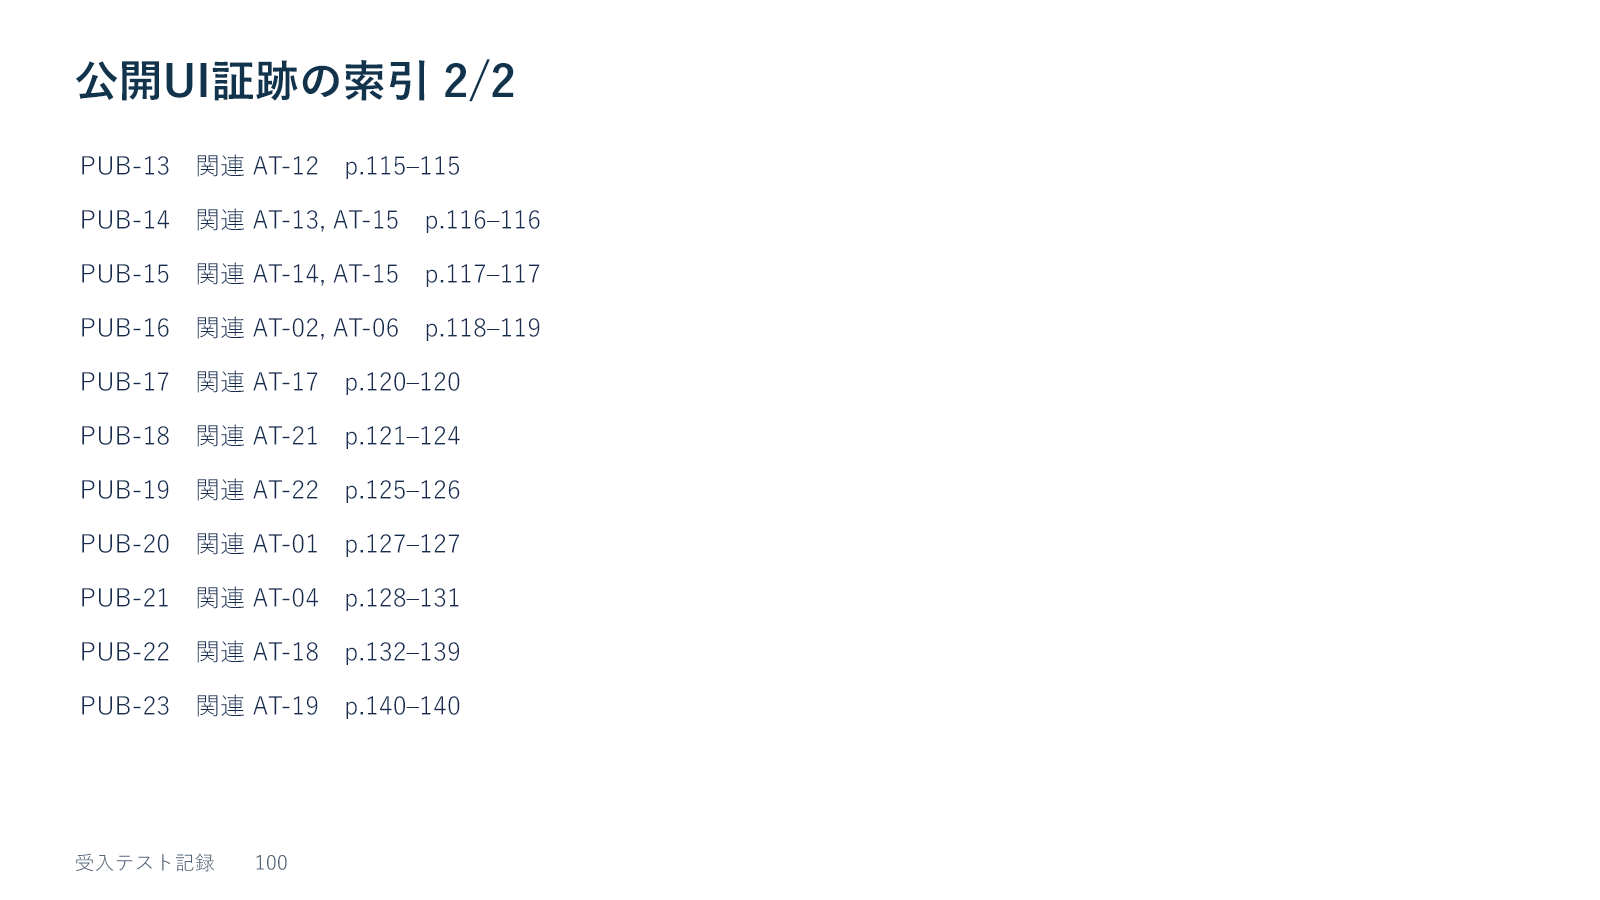 公開UI証跡の索引 2/2
PUB-13　関連 AT-12　p.115–115
PUB-14　関連 AT-13, AT-15　p.116–116
PUB-15　関連 AT-14, AT-15　p.117–117
PUB-16　関連 AT-02, AT-06　p.118–119
PUB-17　関連 AT-17　p.120–120
PUB-18　関連 AT-21　p.121–124
PUB-19　関連 AT-22　p.125–126
PUB-20　関連 AT-01　p.127–127
PUB-21　関連 AT-04　p.128–131
PUB-22　関連 AT-18　p.132–139
PUB-23　関連 AT-19　p.140–140
受入テスト記録　　100